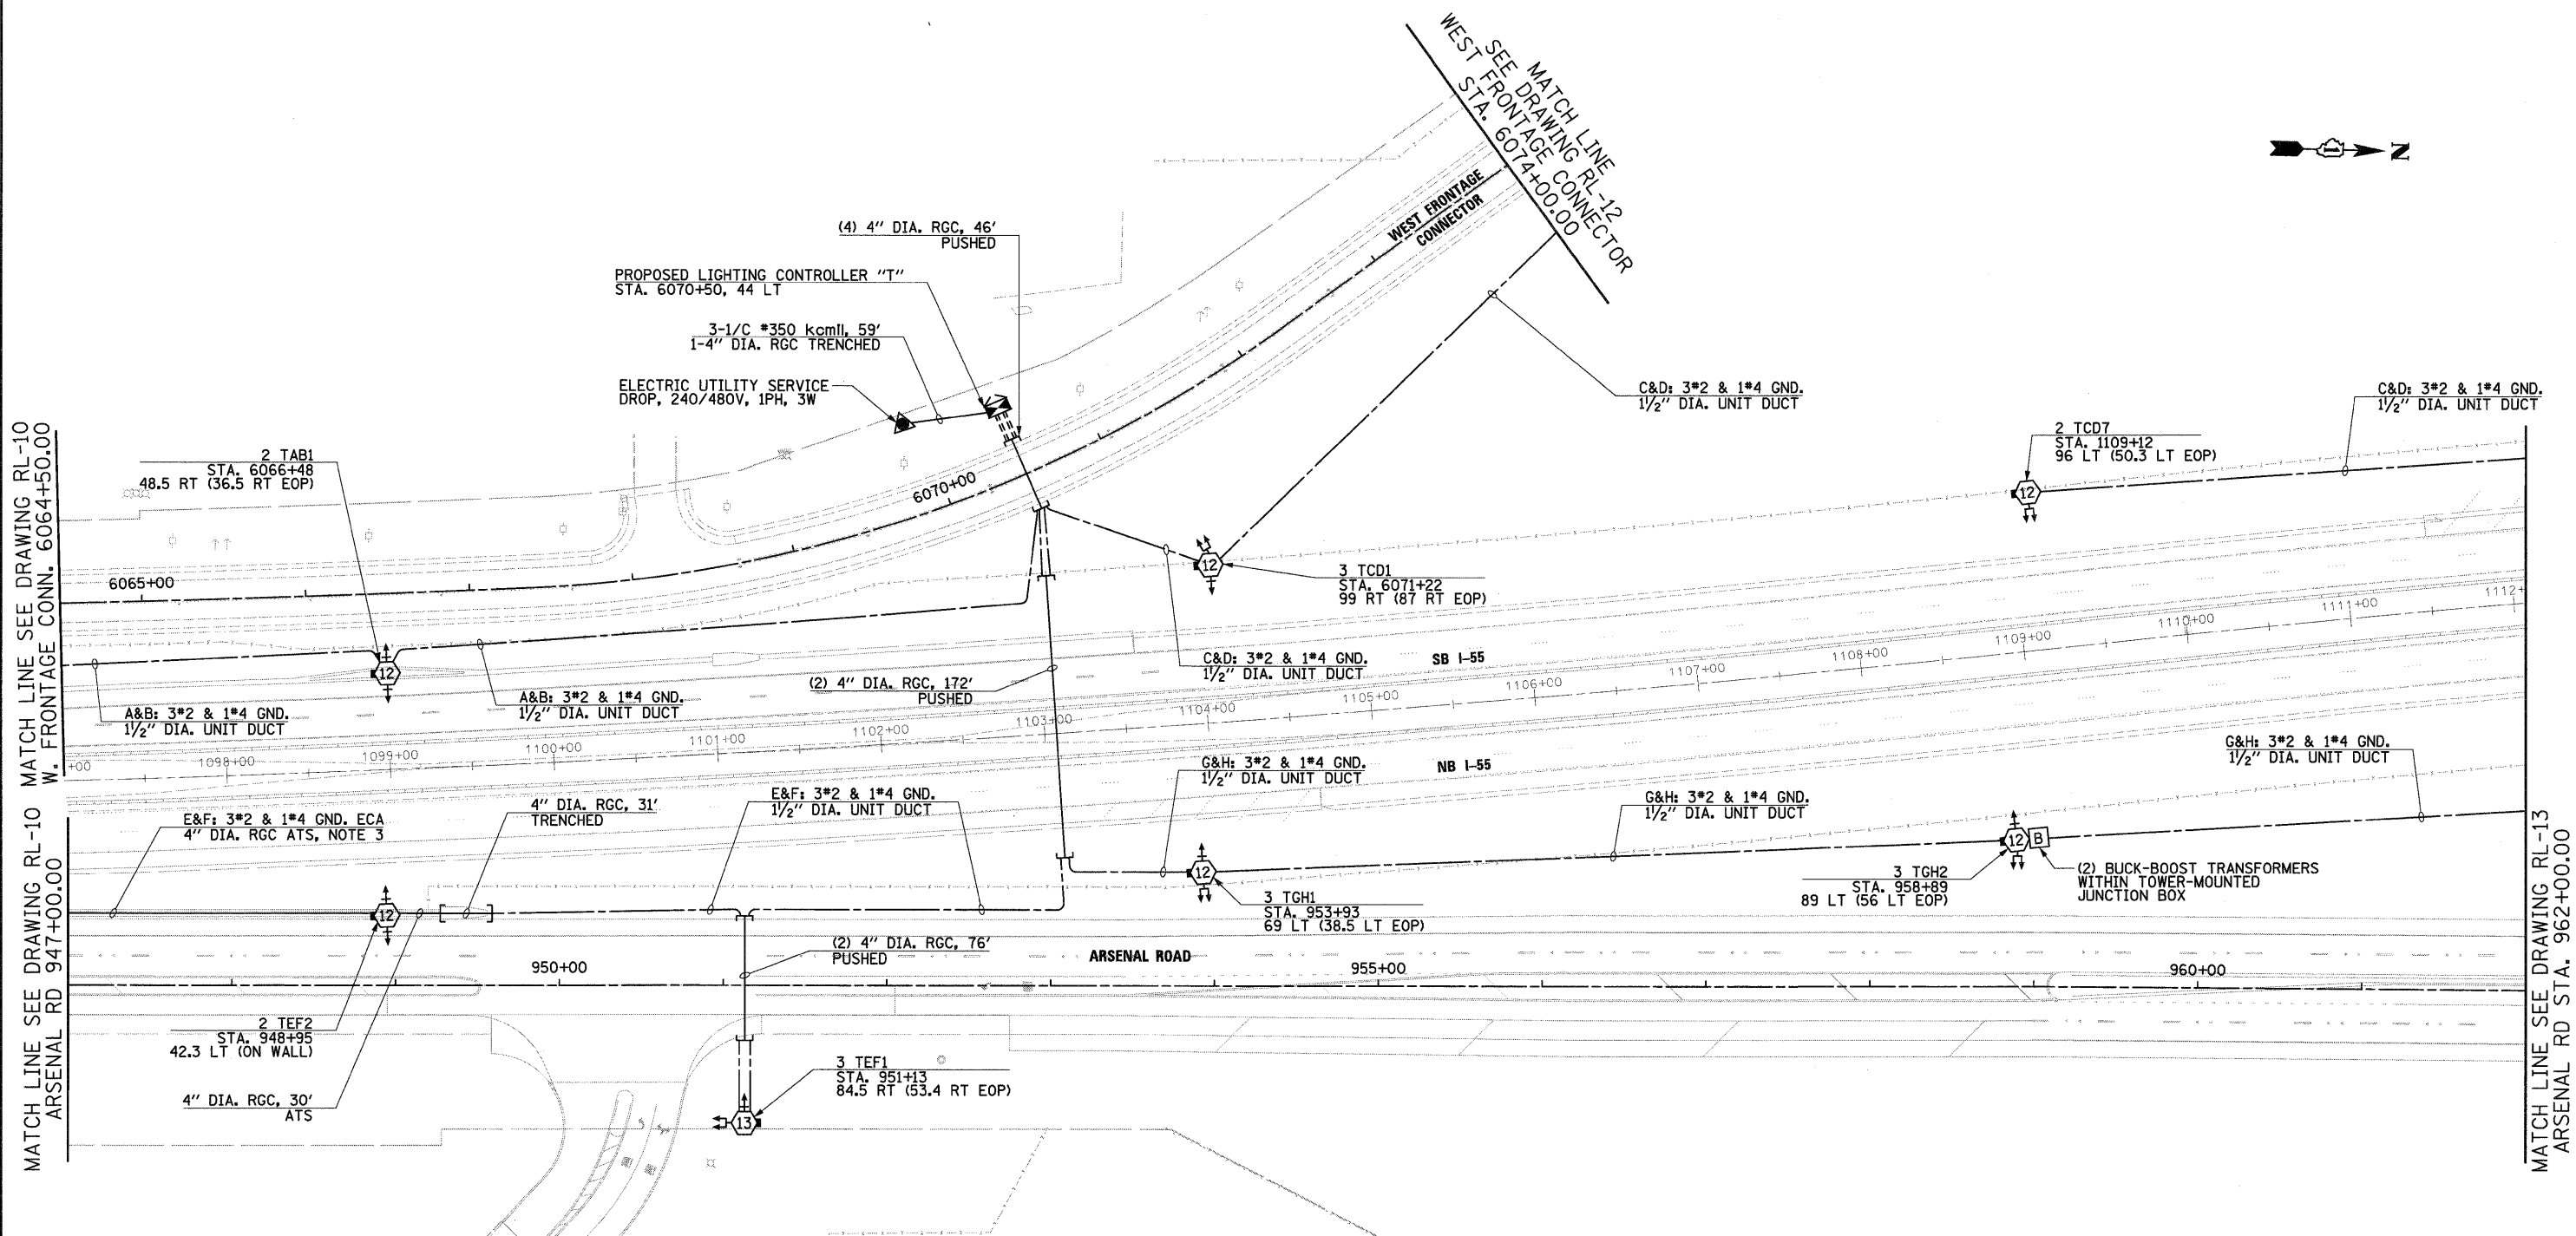 MATCH LINE
SEE DRAWING RL-12
WEST FRONTAGE CONNECTOR
STA. 6074+00.00
N
WEST FRONTAGE
CONNECTOR
(4) 4" DIA. RGC, 46'
PUSHED
PROPOSED LIGHTING CONTROLLER "T"
STA. 6070+50, 44 LT
3-1/C #350 kcmil, 59'
1-4" DIA. RGC TRENCHED
ELECTRIC UTILITY SERVICE
DROP, 240/480V, 1PH, 3W
C&D: 3#2 & 1#4 GND.
1½" DIA. UNIT DUCT
C&D: 3#2 & 1#4 GND.
1½" DIA. UNIT DUCT
MATCH LINE SEE DRAWING RL-10
W. FRONTAGE CONN. 6064+50.00
2 TAB1
STA. 6066+48
48.5 RT (36.5 RT EOP)
2 TCD7
STA. 1109+12
96 LT (50.3 LT EOP)
12
6070+00
12
3 TCD1
STA. 6071+22
99 RT (87 RT EOP)
6065+00
12
C&D: 3#2 & 1#4 GND.
1½" DIA. UNIT DUCT
SB I-55
(2) 4" DIA. RGC, 172'
PUSHED
A&B: 3#2 & 1#4 GND.
1½" DIA. UNIT DUCT
A&B: 3#2 & 1#4 GND.
1½" DIA. UNIT DUCT
+00
1098+00
1099+00
1100+00
1101+00
1102+00
1103+00
1104+00
1105+00
1106+00
1107+00
1108+00
1109+00
1110+00
1111+00
1112+
NB I-55
G&H: 3#2 & 1#4 GND.
1½" DIA. UNIT DUCT
G&H: 3#2 & 1#4 GND.
1½" DIA. UNIT DUCT
G&H: 3#2 & 1#4 GND.
1½" DIA. UNIT DUCT
E&F: 3#2 & 1#4 GND.
1½" DIA. UNIT DUCT
4" DIA. RGC, 31'
TRENCHED
E&F: 3#2 & 1#4 GND. ECA
4" DIA. RGC ATS, NOTE 3
MATCH LINE SEE DRAWING RL-10
ARSENAL RD 947+00.00
12
12
3 TGH1
STA. 953+93
69 LT (38.5 LT EOP)
12
B
3 TGH2
STA. 958+89
89 LT (56 LT EOP)
(2) BUCK-BOOST TRANSFORMERS
WITHIN TOWER-MOUNTED
JUNCTION BOX
(2) 4" DIA. RGC, 76'
PUSHED
ARSENAL ROAD
950+00
955+00
960+00
2 TEF2
STA. 948+95
42.3 LT (ON WALL)
4" DIA. RGC, 30'
ATS
3 TEF1
STA. 951+13
84.5 RT (53.4 RT EOP)
13
MATCH LINE SEE DRAWING RL-13
ARSENAL RD STA. 962+00.00